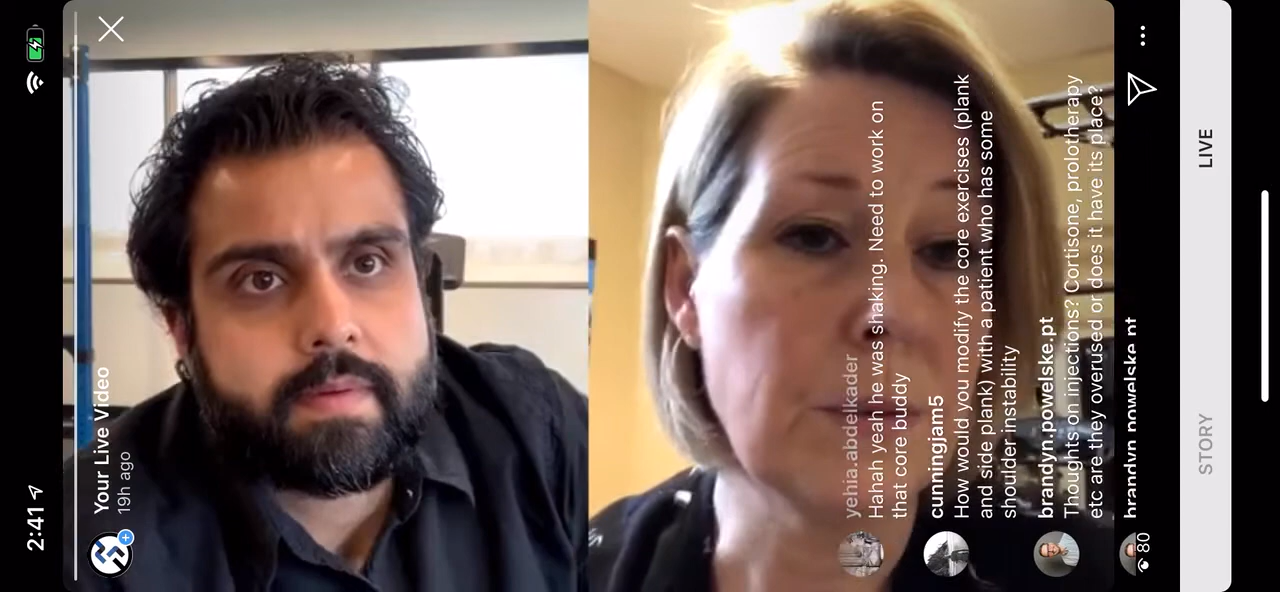 2:41
Your Live Video
19h ago
yehia.abdelkader
Hahah yeah he was shaking. Need to work on
that core buddy
cunningjam5
How would you modify the core exercises (plank
and side plank) with a patient who has some
shoulder instability
brandyn.powelske.pt
Thoughts on injections? Cortisone, prolotherapy
etc are they overused or does it have its place?
brandyn.powelske.pt
80
STORY
LIVE